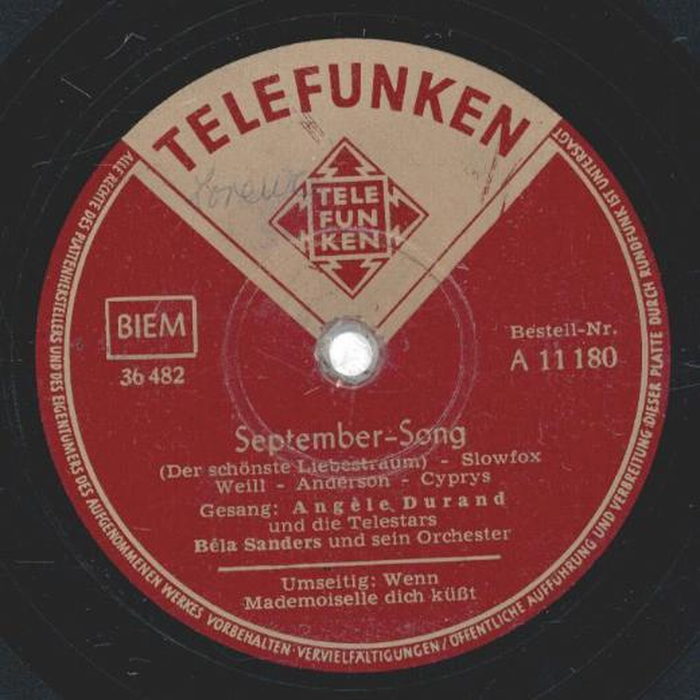 TELEFUNKEN
TELE
FUN
KEN
BIEM
36 482
Bestell-Nr.
A 11 180
September-Song
(Der schönste Liebestraum) - Slowfox
Weill - Anderson - Cyprys
Gesang: Angèle Durand
und die Telestars
Béla Sanders und sein Orchester
Umseitig: Wenn
Mademoiselle dich küßt
ALLE RECHTE DES PLATTENHERSTELLERS UND DES EIGENTÜMERS DES AUFGENOMMENEN WERKES VORBEHALTEN · VERVIELFÄLTIGUNGEN / ÖFFENTLICHE AUFFÜHRUNG UND VERBREITUNG DIESER PLATTE DURCH RUNDFUNK IST UNTERSAGT